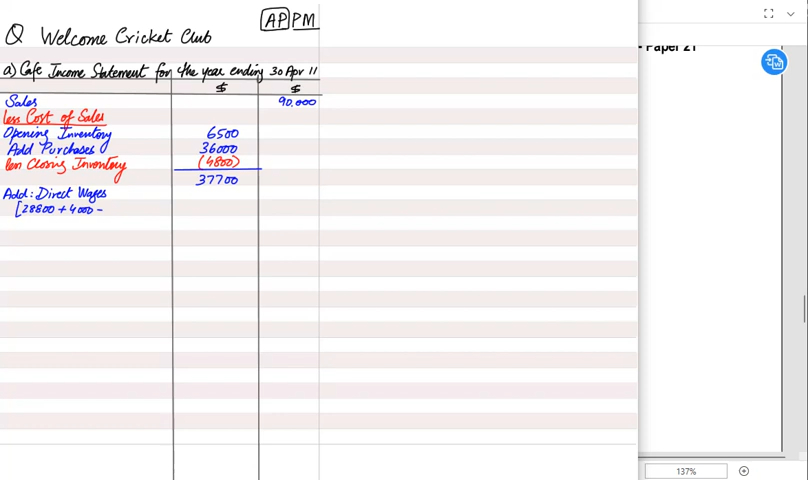 AP PM
Q Welcome Cricket Club
a) Cafe Income Statement for the year ending 30 Apr 11
$ $
Sales 90.000
less Cost of Sales
Opening Inventory 6500
Add Purchases 36000
less Closing Inventory (4800)
37700
Add: Direct Wages
[28800 + 4000 -
- Paper 21
137%